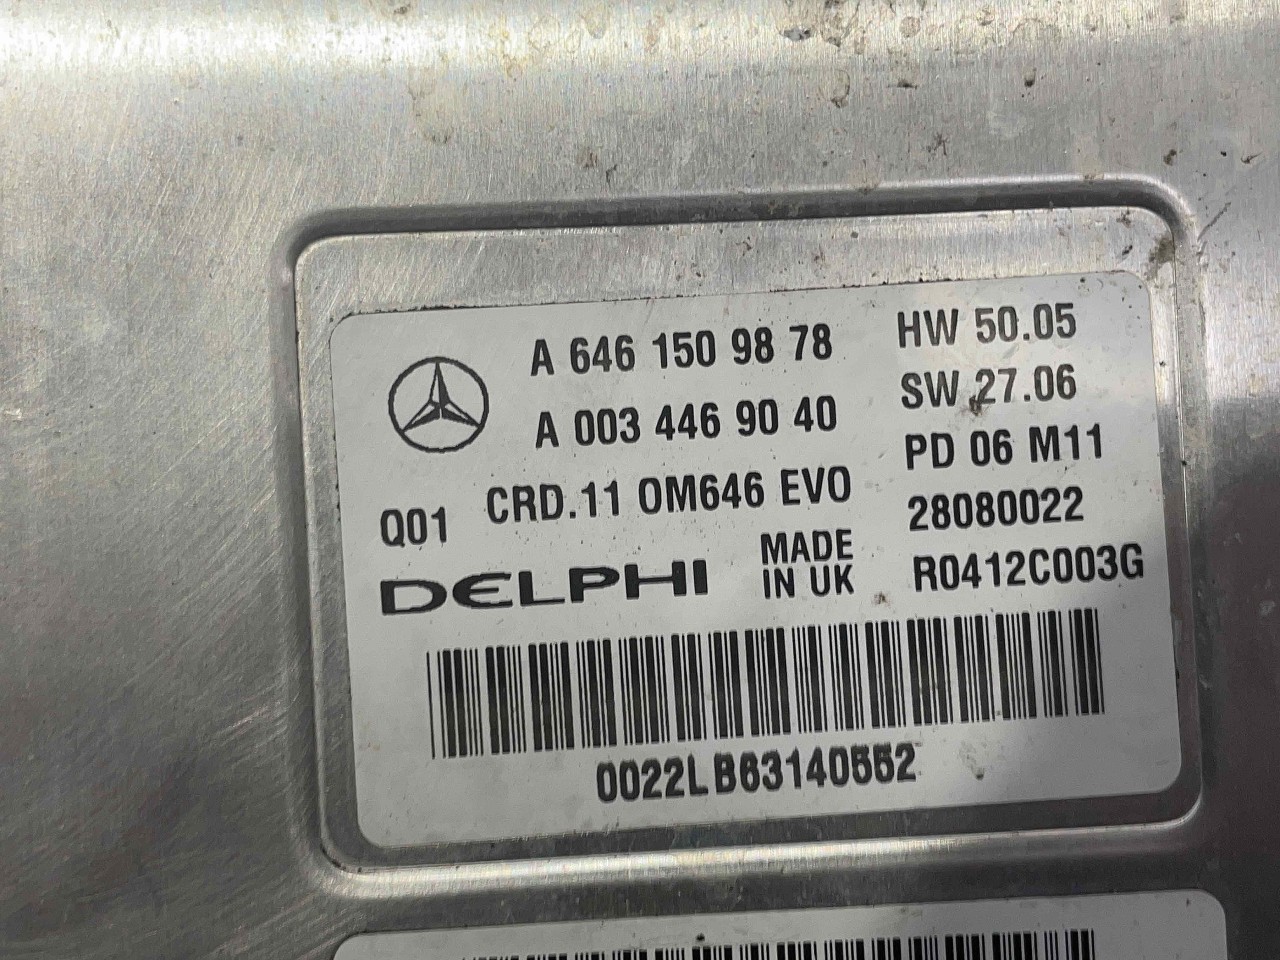 A 646 150 98 78
A 003 446 90 40
Q01 CRD.11 OM646 EVO
DELPHI
MADE
IN UK
HW 50.05
SW 27.06
PD 06 M11
28080022
R0412C003G
0022LB63140552